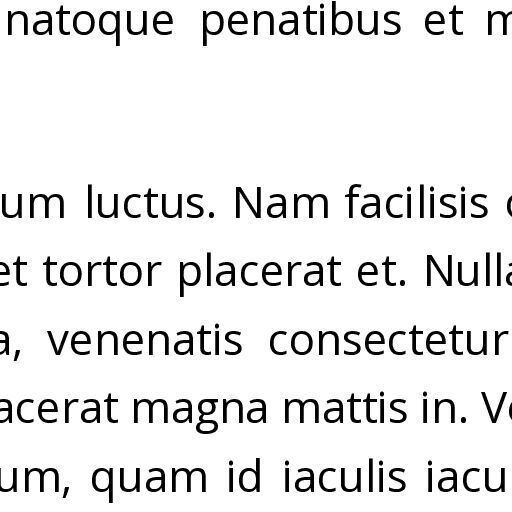 natoque penatibus et m
um luctus. Nam facilisis
et tortor placerat et. Nulla
a, venenatis consectetur
acerat magna mattis in. Ve
um, quam id iaculis iacu